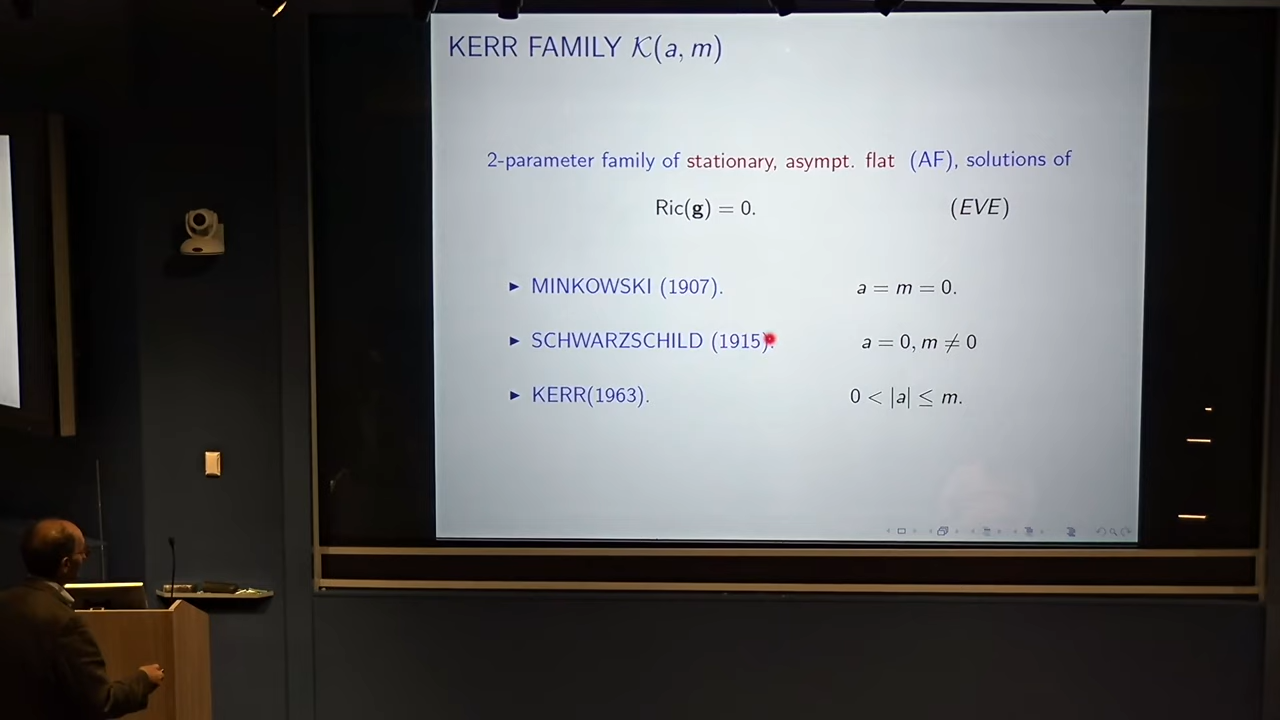 KERR FAMILY 𝒦(a, m)
2-parameter family of stationary, asympt. flat (AF), solutions of
Ric(g) = 0. (EVE)
▶ MINKOWSKI (1907). a = m = 0.
▶ SCHWARZSCHILD (1915). a = 0, m ≠ 0
▶ KERR(1963). 0 < |a| ≤ m.